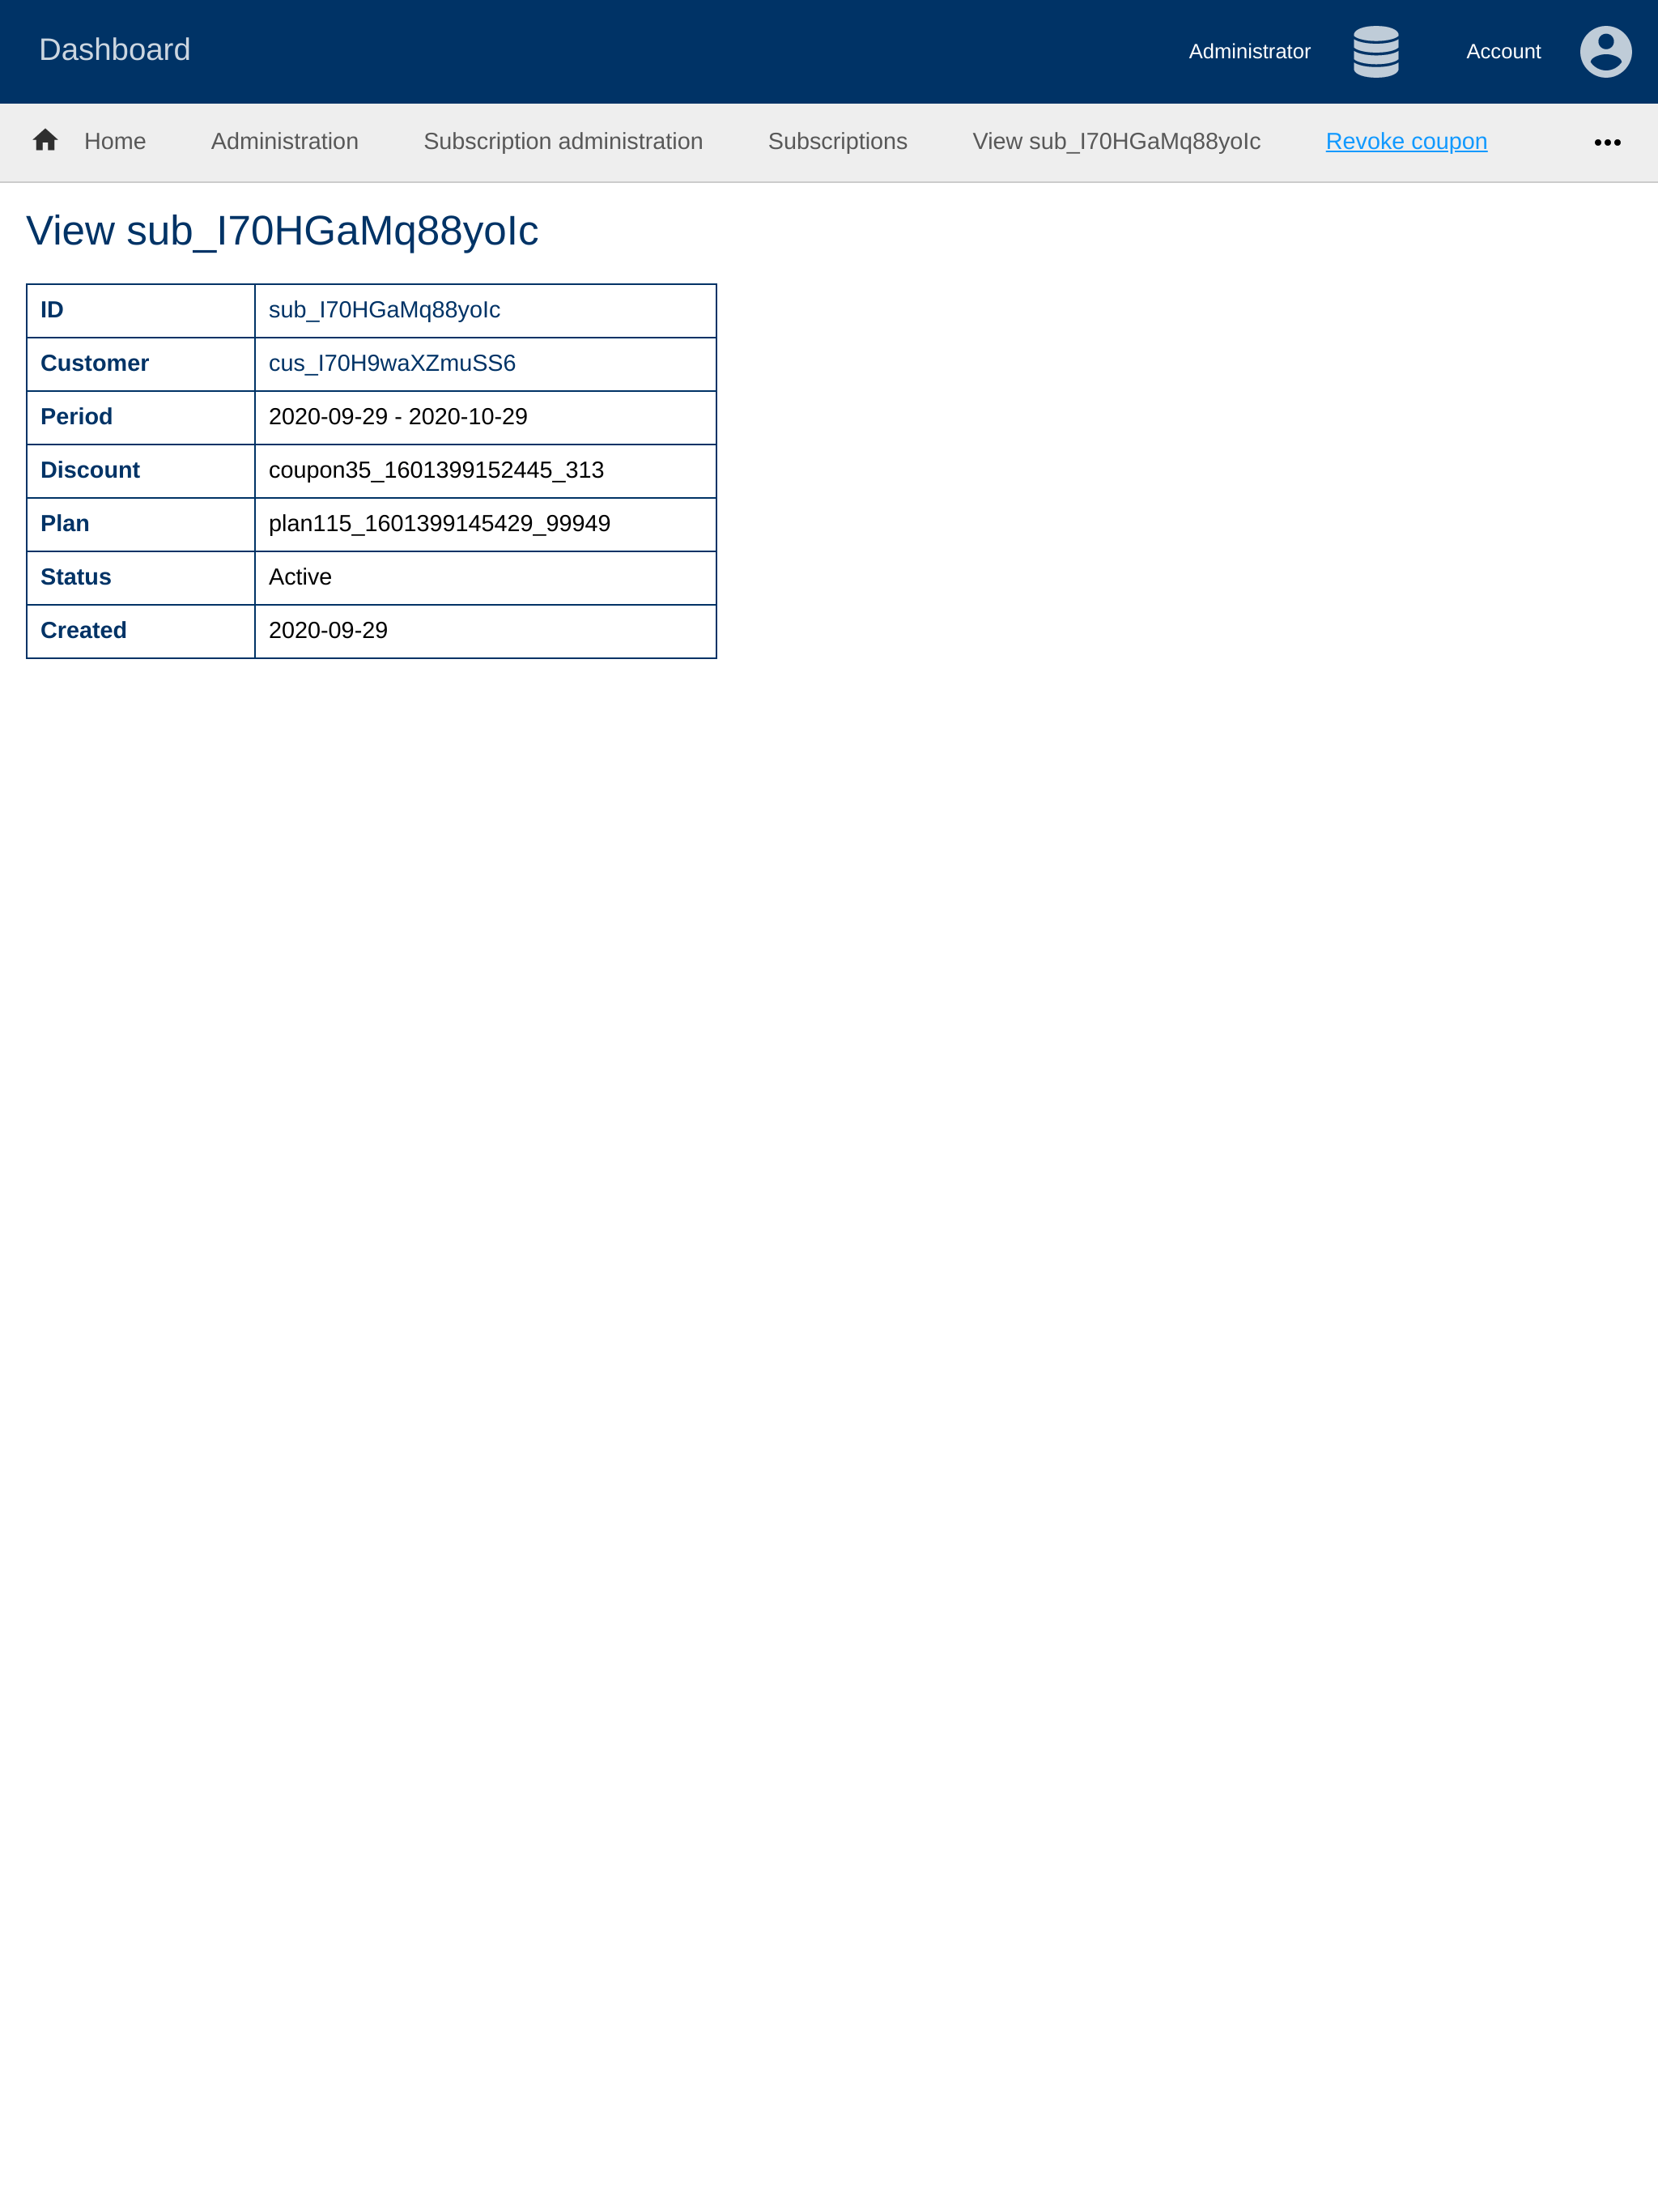 Dashboard Administrator Account
Home Administration Subscription administration Subscriptions View sub_I70HGaMq88yoIc Revoke coupon •••
View sub_I70HGaMq88yoIc
ID sub_I70HGaMq88yoIc
Customer cus_I70H9waXZmuSS6
Period 2020-09-29 - 2020-10-29
Discount coupon35_1601399152445_313
Plan plan115_1601399145429_99949
Status Active
Created 2020-09-29